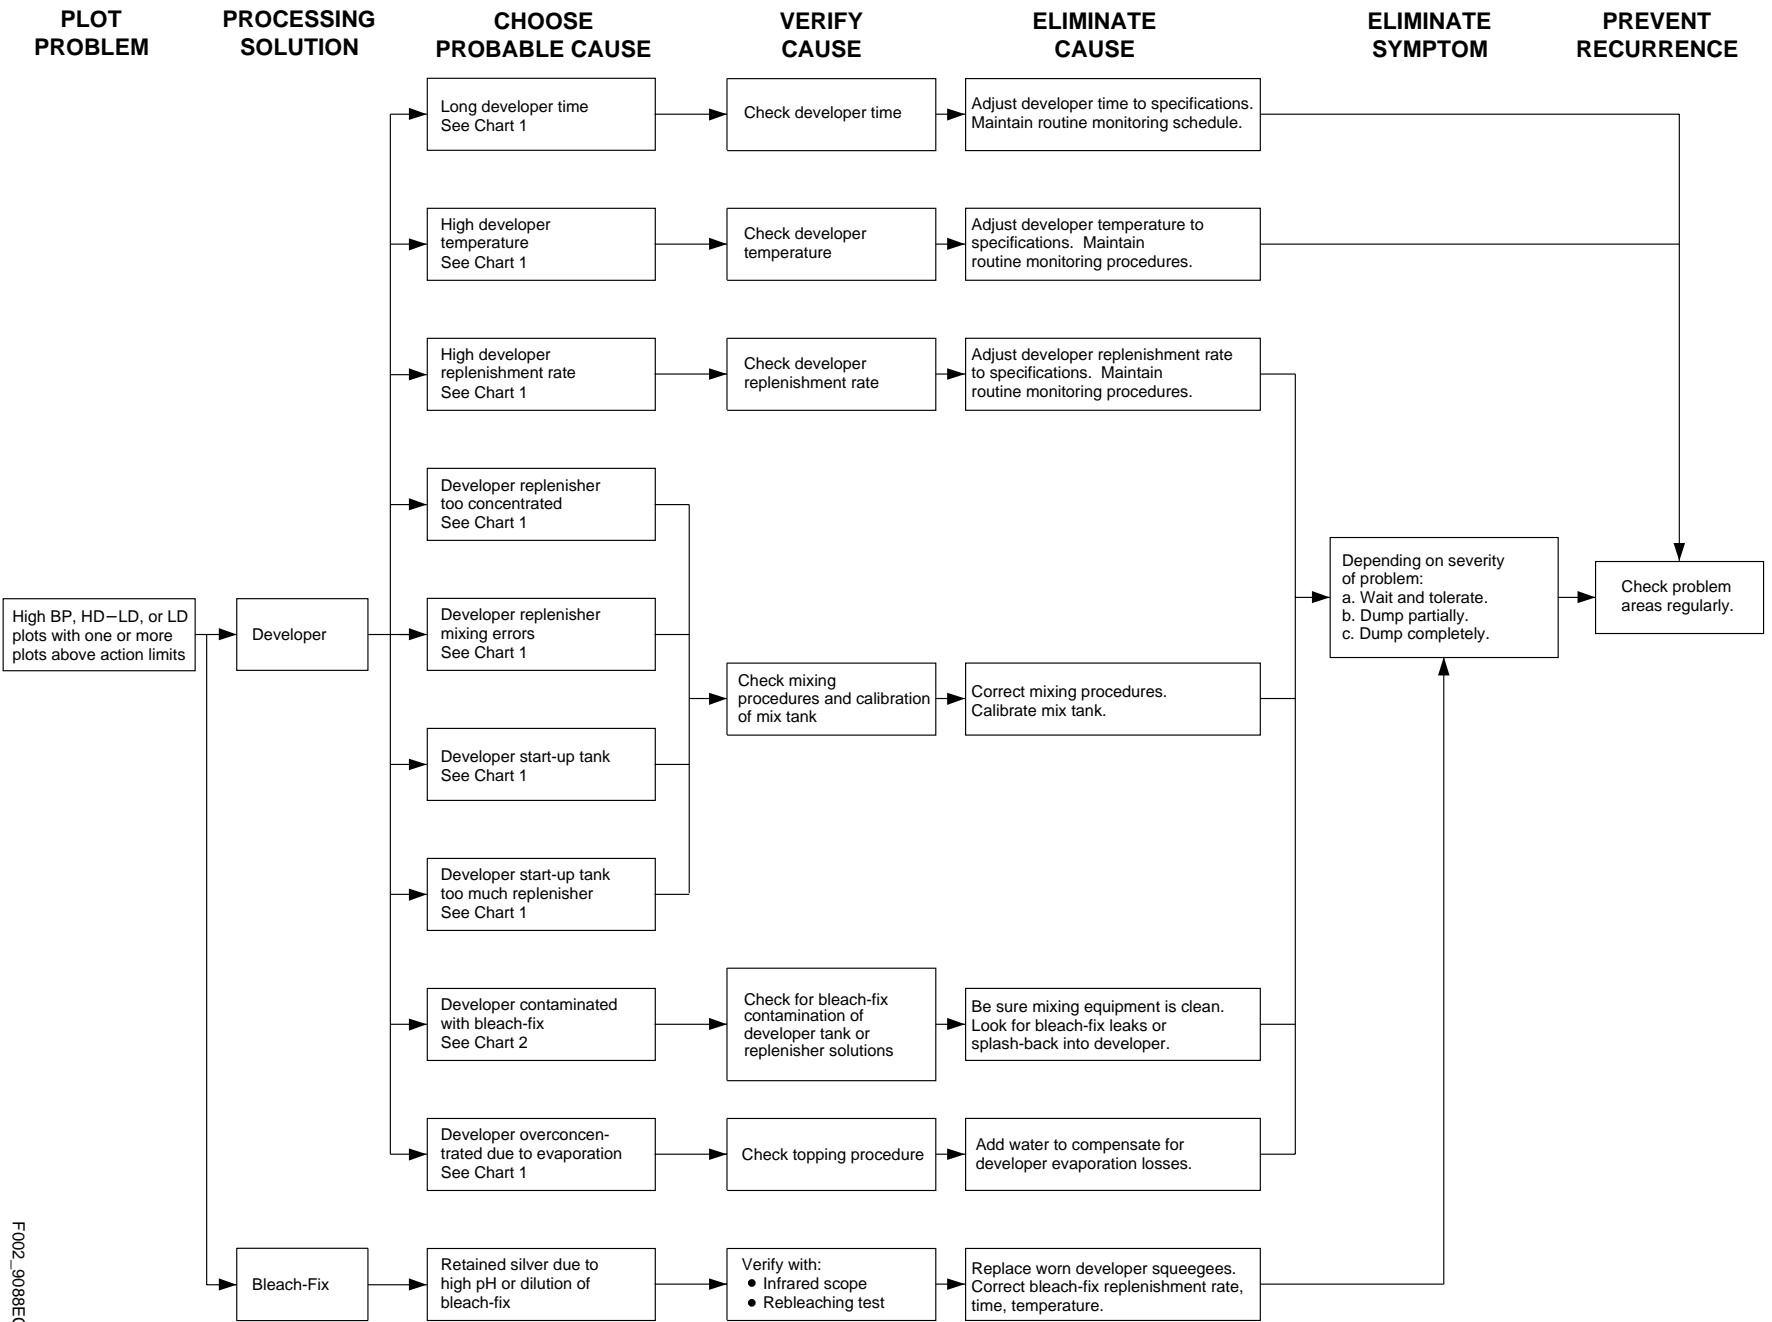 PLOT
PROBLEM
PROCESSING
SOLUTION
CHOOSE
PROBABLE CAUSE
VERIFY
CAUSE
ELIMINATE
CAUSE
ELIMINATE
SYMPTOM
PREVENT
RECURRENCE
Long developer time
See Chart 1
Check developer time
Adjust developer time to specifications.
Maintain routine monitoring schedule.
High developer
temperature
See Chart 1
Check developer
temperature
Adjust developer temperature to
specifications. Maintain
routine monitoring procedures.
High developer
replenishment rate
See Chart 1
Check developer
replenishment rate
Adjust developer replenishment rate
to specifications. Maintain
routine monitoring procedures.
Developer replenisher
too concentrated
See Chart 1
High BP, HD–LD, or LD
plots with one or more
plots above action limits
Developer
Developer replenisher
mixing errors
See Chart 1
Depending on severity
of problem:
a. Wait and tolerate.
b. Dump partially.
c. Dump completely.
Check problem
areas regularly.
Check mixing
procedures and calibration
of mix tank
Correct mixing procedures.
Calibrate mix tank.
Developer start-up tank
See Chart 1
Developer start-up tank
too much replenisher
See Chart 1
Developer contaminated
with bleach-fix
See Chart 2
Check for bleach-fix
contamination of
developer tank or
replenisher solutions
Be sure mixing equipment is clean.
Look for bleach-fix leaks or
splash-back into developer.
Developer overconcen-
trated due to evaporation
See Chart 1
Check topping procedure
Add water to compensate for
developer evaporation losses.
Bleach-Fix
Retained silver due to
high pH or dilution of
bleach-fix
Verify with:
● Infrared scope
● Rebleaching test
Replace worn developer squeegees.
Correct bleach-fix replenishment rate,
time, temperature.